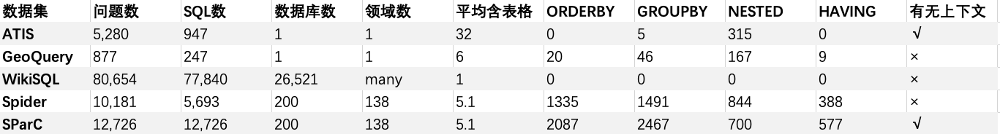 数据集 问题数 SQL数 数据库数 领域数 平均含表格 ORDERBY GROUPBY NESTED HAVING 有无上下文
ATIS 5,280 947 1 1 32 0 5 315 0 √
GeoQuery 877 247 1 1 6 20 46 167 9 ×
WikiSQL 80,654 77,840 26,521 many 1 0 0 0 0 ×
Spider 10,181 5,693 200 138 5.1 1335 1491 844 388 ×
SParC 12,726 12,726 200 138 5.1 2087 2467 700 577 √